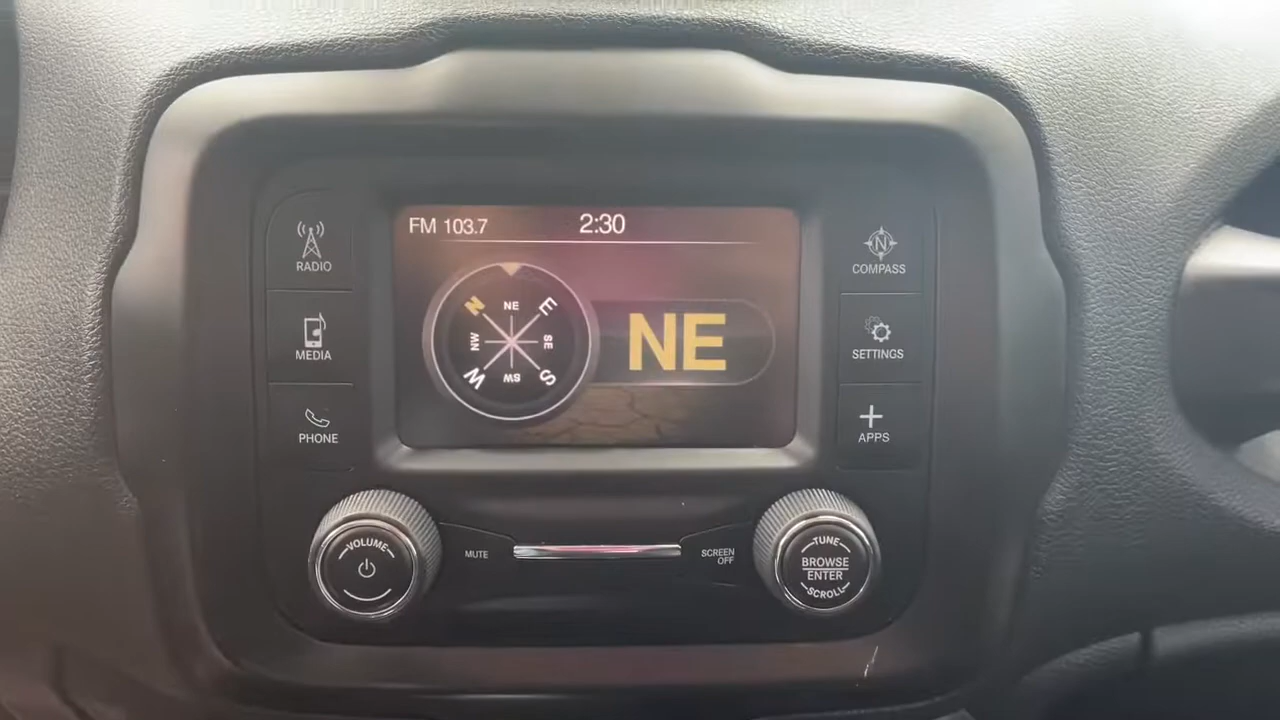 FM 103.7 2:30
RADIO
MEDIA
PHONE
N NE E
NW SE
W SW S
NE
N
COMPASS
SETTINGS
APPS
VOLUME
MUTE
SCREEN
OFF
TUNE
BROWSE
ENTER
SCROLL